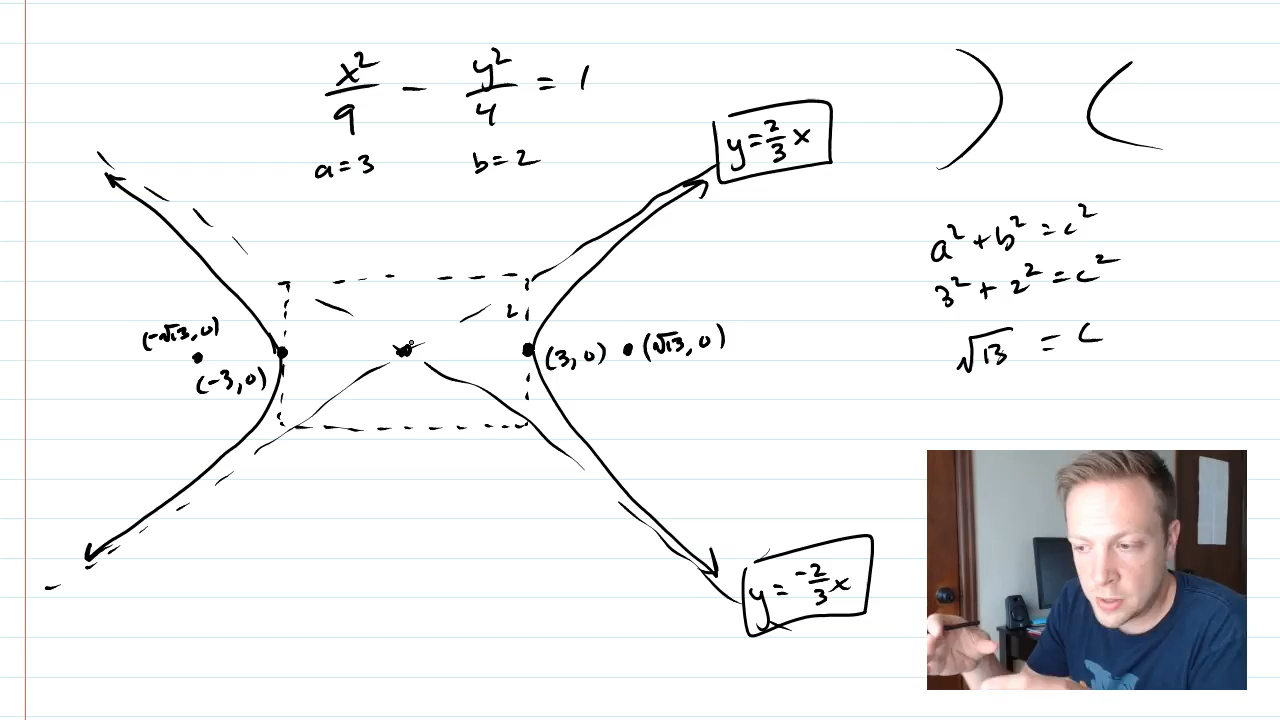 x²/9 - y²/4 = 1
a=3 b=2
y=2/3 x
a²+b²=c²
3²+2²=c²
√13 = c
2
(-√13, 0)
(-3, 0)
(3, 0)
(√13, 0)
y=-2/3 x